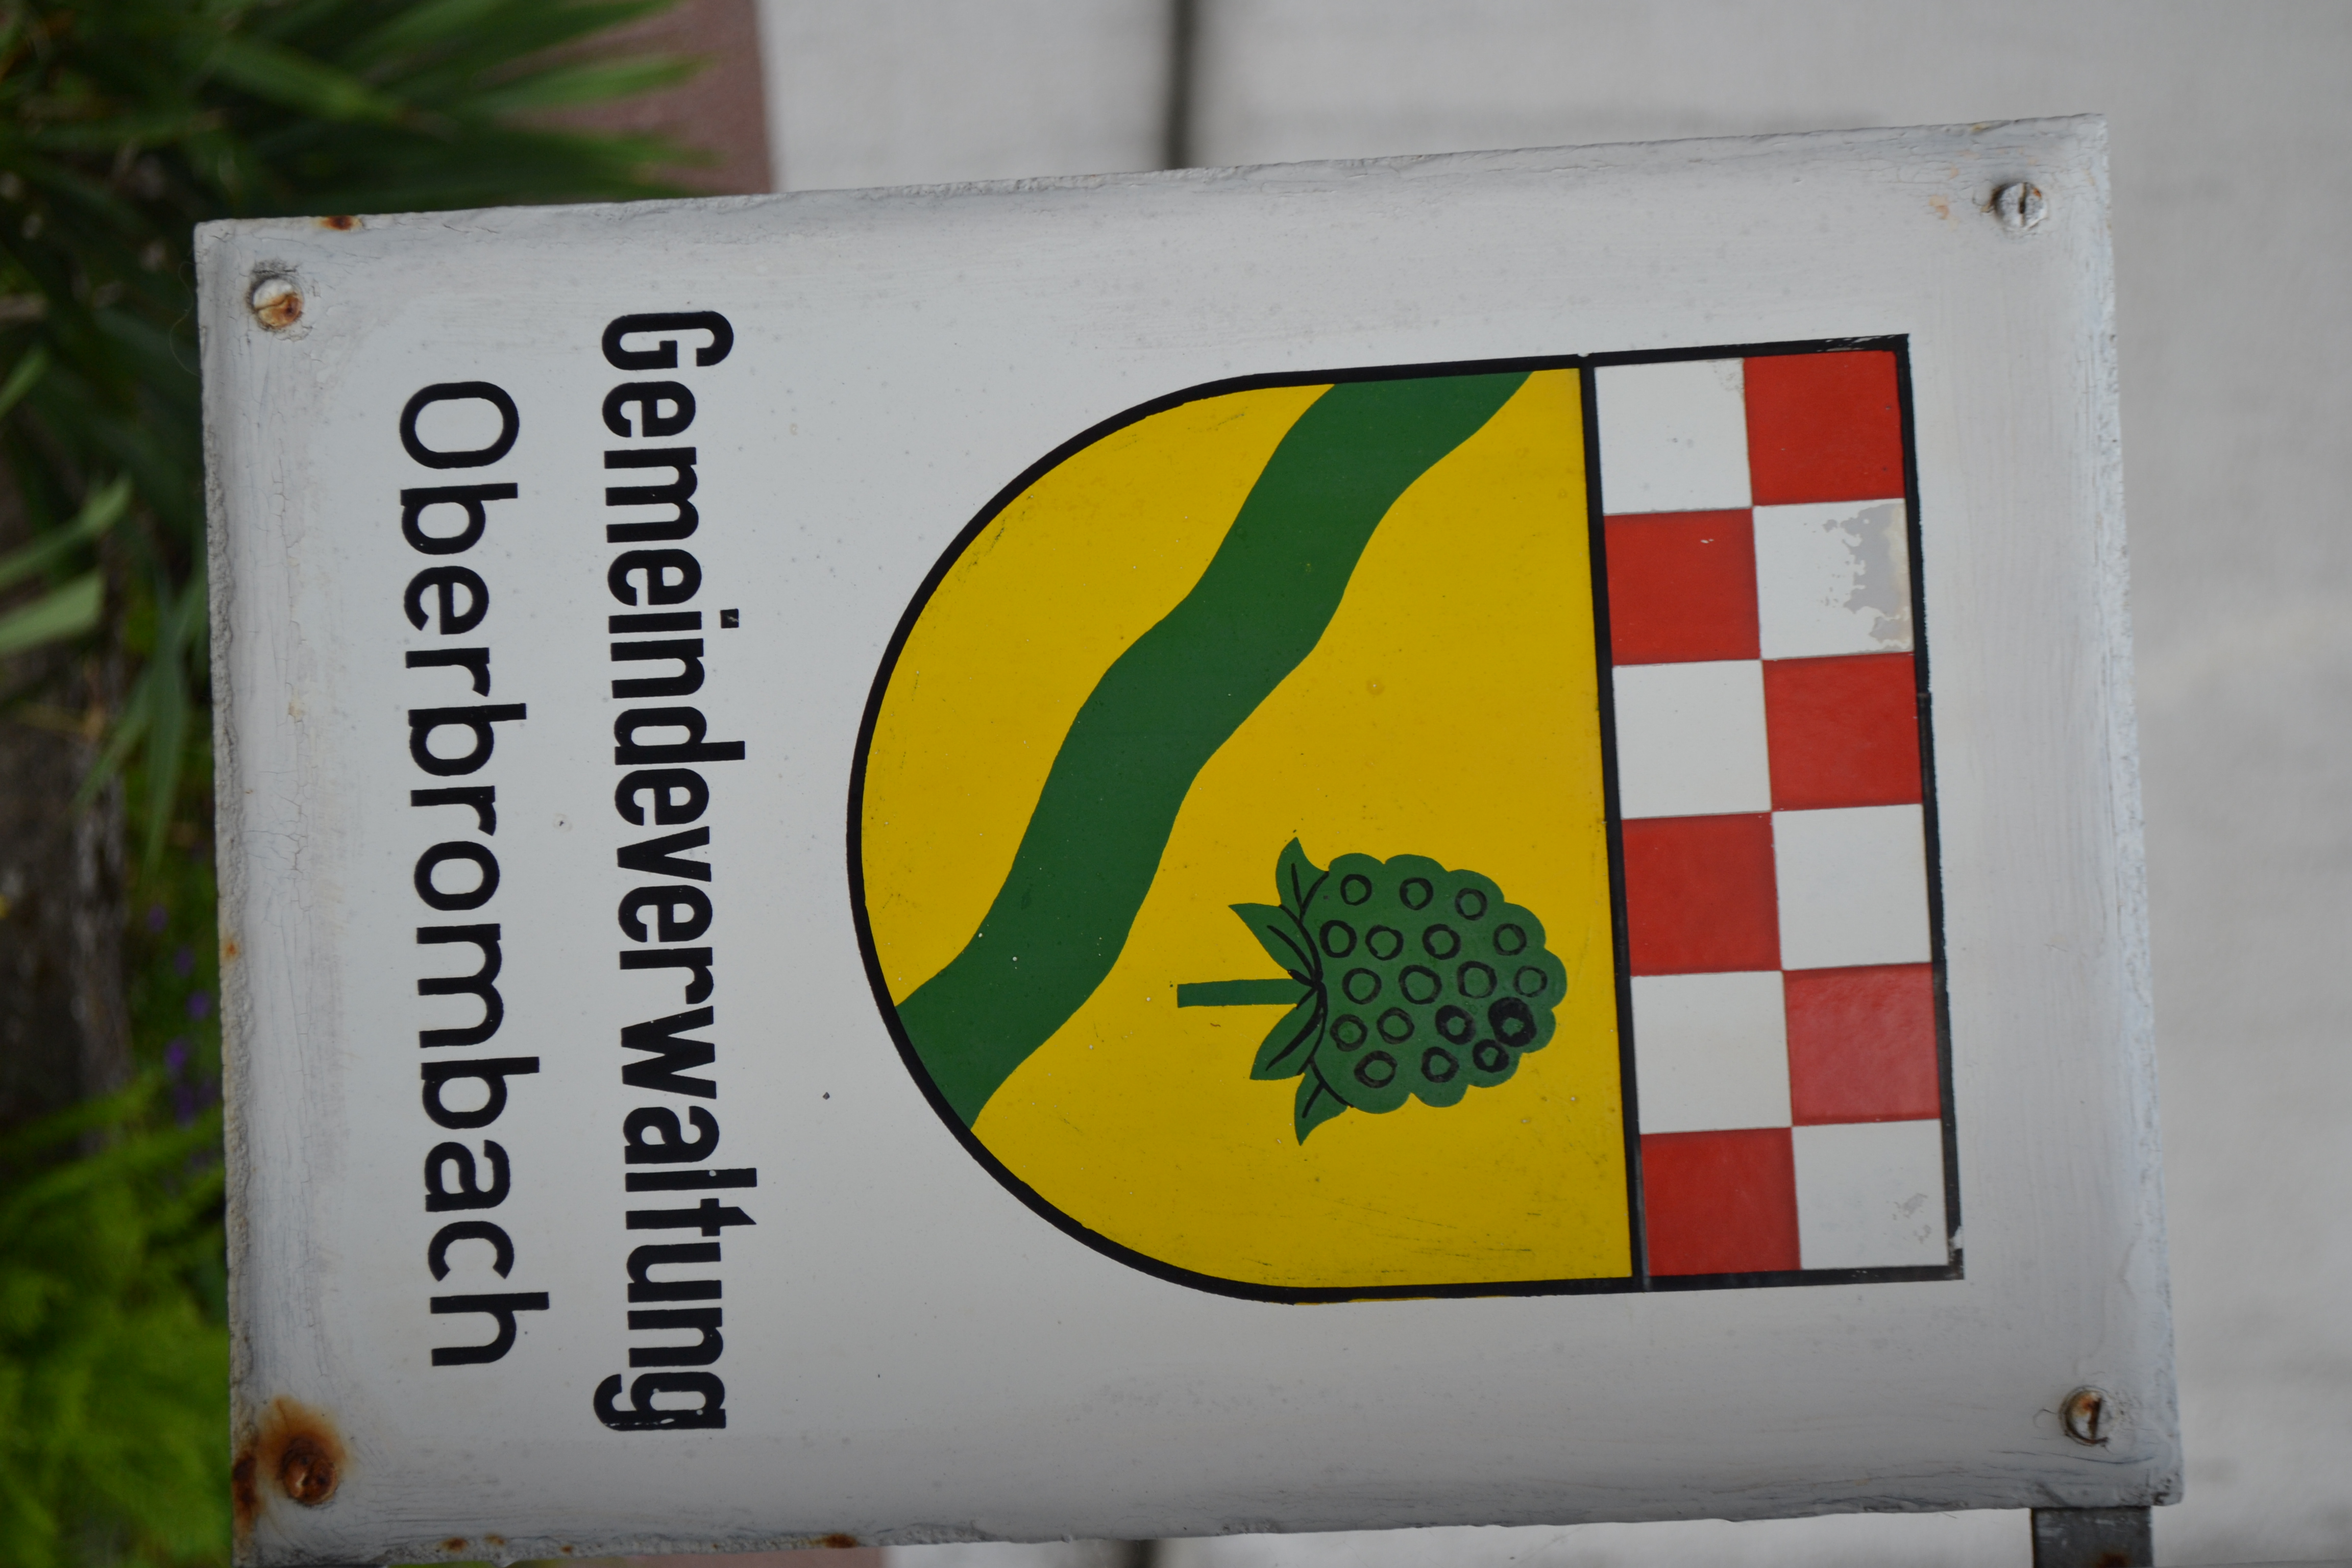 Gemeindeverwaltung
Oberbrombach